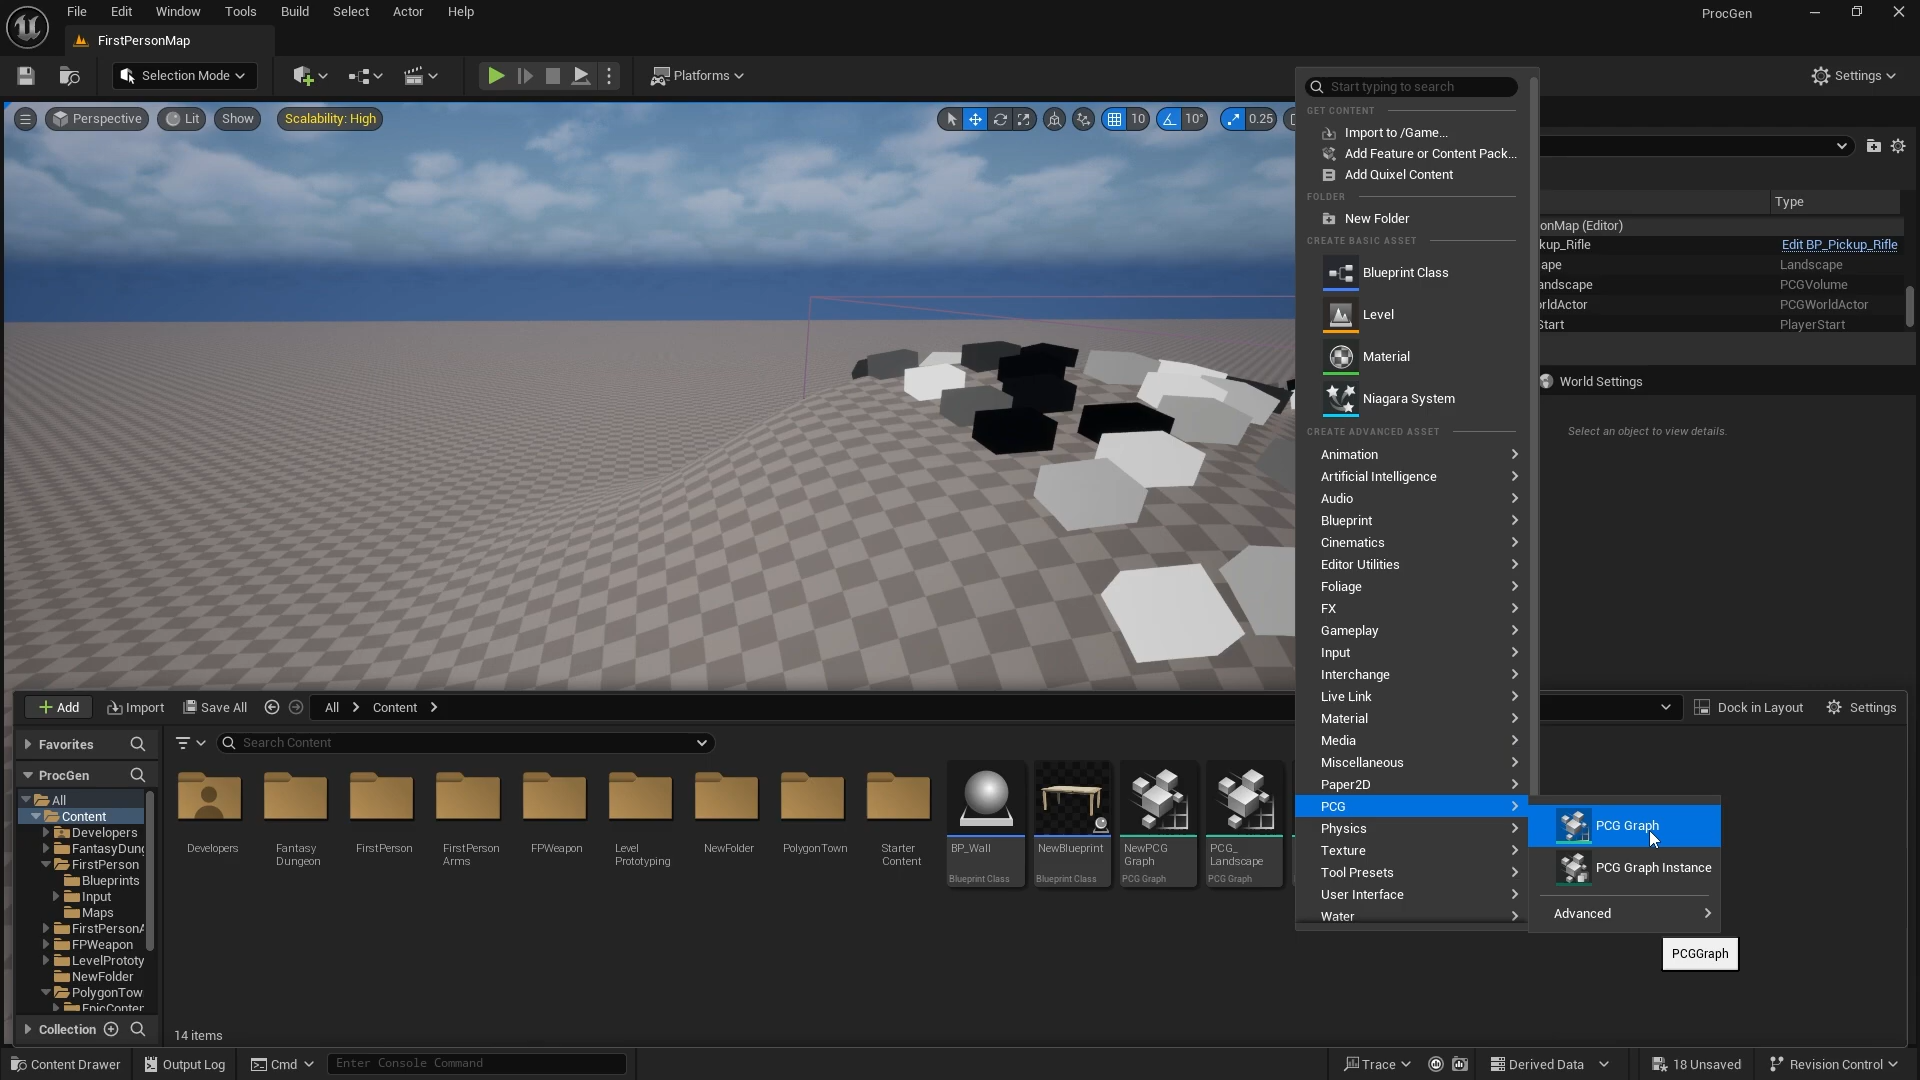 File Edit Window Tools Build Select Actor Help
ProcGen
FirstPersonMap
Selection Mode
Platforms
Settings
Perspective
Lit
Show
Scalability: High
10
10°
0.25
Start typing to search
GET CONTENT
Import to /Game...
Add Feature or Content Pack...
Add Quixel Content
FOLDER
New Folder
CREATE BASIC ASSET
Blueprint Class
Level
Material
Niagara System
CREATE ADVANCED ASSET
Animation
Artificial Intelligence
Audio
Blueprint
Cinematics
Editor Utilities
Foliage
FX
Gameplay
Input
Interchange
Live Link
Material
Media
Miscellaneous
Paper2D
PCG
Physics
Texture
Tool Presets
User Interface
Water
PCG Graph
PCG Graph Instance
Advanced
PCGGraph
Type
onMap (Editor)
kup_Rifle Edit BP_Pickup_Rifle
ape Landscape
andscape PCGVolume
rldActor PCGWorldActor
Start PlayerStart
World Settings
Select an object to view details.
Add
Import
Save All
All
Content
Dock in Layout
Settings
Favorites
Search Content
ProcGen
All
Content
Developers
FantasyDung
FirstPerson
Blueprints
Input
Maps
FirstPersonA
FPWeapon
LevelPrototy
NewFolder
PolygonTow
EpicConten
Collection
Developers
Fantasy
Dungeon
FirstPerson
FirstPerson
Arms
FPWeapon
Level
Prototyping
NewFolder
PolygonTown
Starter
Content
BP_Wall
Blueprint Class
NewBlueprint
Blueprint Class
NewPCG
Graph
PCG Graph
PCG_
Landscape
PCG Graph
14 items
Content Drawer
Output Log
Cmd
Enter Console Command
Trace
Derived Data
18 Unsaved
Revision Control